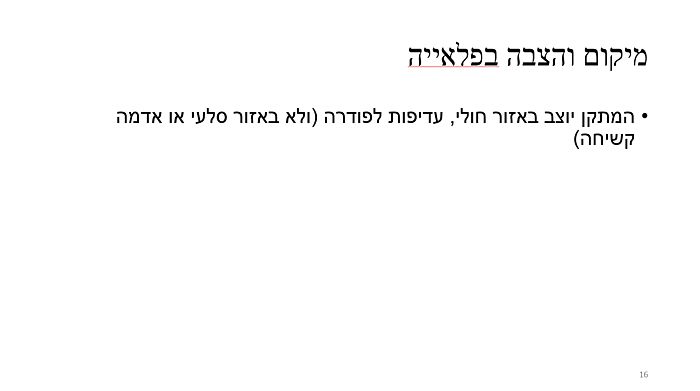 מיקום והצבה בפלאייה
• המתקן יוצב באזור חולי, עדיפות לפודרה (ולא באזור סלעי או אדמה
קשיחה)
16